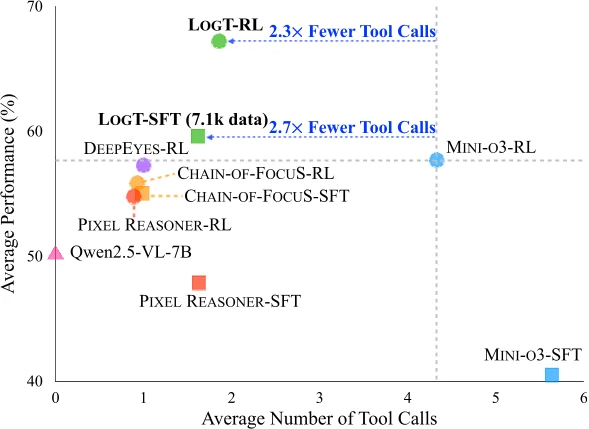 70
LOGT-RL
2.3× Fewer Tool Calls
LOGT-SFT (7.1k data)
2.7× Fewer Tool Calls
60
DEEPEYES-RL
MINI-O3-RL
CHAIN-OF-FOCUS-RL
CHAIN-OF-FOCUS-SFT
PIXEL REASONER-RL
50
Qwen2.5-VL-7B
PIXEL REASONER-SFT
MINI-O3-SFT
40
0 1 2 3 4 5 6
Average Number of Tool Calls
Average Performance (%)